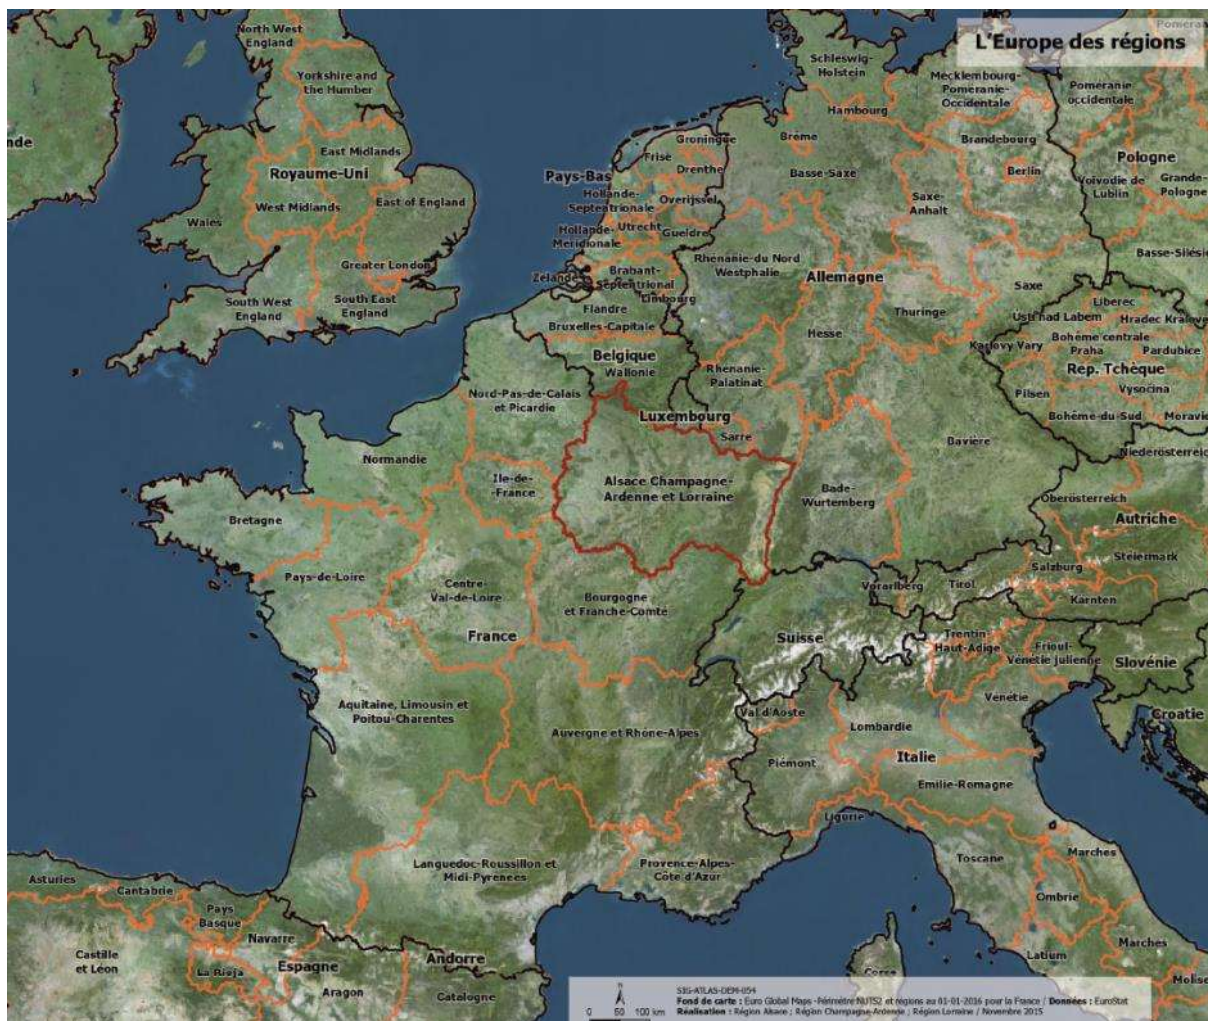 L'Europe des régions
North West
England
Yorkshire and
the Humber
East Midlands
Royaume-Uni
West Midlands
East of England
Wales
Greater London
South West
England
South East
England
nde
Schleswig-
Holstein
Mecklembourg-
Poméranie-
Occidentale
Hambourg
Poméranie
occidentale
Groningue
Brême
Brandebourg
Frise
Drenthe
Basse-Saxe
Berlin
Pologne
Pays-Bas
Voïvodie de
Lublin
Grande-
Pologne
Hollande-
Septentrionale
Overijssel
Saxe-
Anhalt
Hollande-
Méridionale
Utrecht
Gueldre
Rhénanie-du Nord
Westphalie
Basse-Silésie
Zélande
Brabant-
Septentrional
Limbourg
Allemagne
Saxe
Flandre
Bruxelles-Capitale
Thuringe
Hesse
Liberec
Usti nad Labem
Hradec Kralove
Karlovy Vary
Bohême centrale
Praha
Pardubice
Belgique
Wallonie
Rhénanie-
Palatinat
Rep. Tchèque
Pilsen
Vysocina
Bohême-du-Sud
Moravie
Nord-Pas-de-Calais
et Picardie
Luxembourg
Sarre
Bavière
Niederösterreich
Normandie
Ile-de-
-France
Alsace Champagne-
Ardenne et Lorraine
Bade-
Wurtemberg
Oberösterreich
Autriche
Bretagne
Steiermark
Pays-de-Loire
Centre-
Val-de-Loire
Bourgogne
et Franche-Comté
Vorarlberg
Tirol
Salzburg
Kärnten
France
Suisse
Trentin-
Haut-Adige
Frioul-
Vénétie julienne
Slovénie
Aquitaine, Limousin et
Poitou-Charentes
Val d'Aoste
Vénétie
Croatie
Auvergne et Rhône-Alpes
Lombardie
Piémont
Italie
Emilie-Romagne
Ligurie
Languedoc-Roussillon et
Midi-Pyrénées
Provence-Alpes-
Côte d'Azur
Toscane
Marches
Ombrie
Asturies
Cantabrie
Pays
Basque
Navarre
Castille
et Léon
La Rioja
Espagne
Aragon
Andorre
Catalogne
Corse
Latium
Marches
Molise
N
0 50 100 km
SIG-ATLAS-DEM-054
Fond de carte : Euro Global Maps -Périmètre NUTS2 et régions au 01-01-2016 pour la France / Données : EuroStat
Réalisation : Région Alsace ; Région Champagne-Ardenne ; Région Lorraine / Novembre 2015